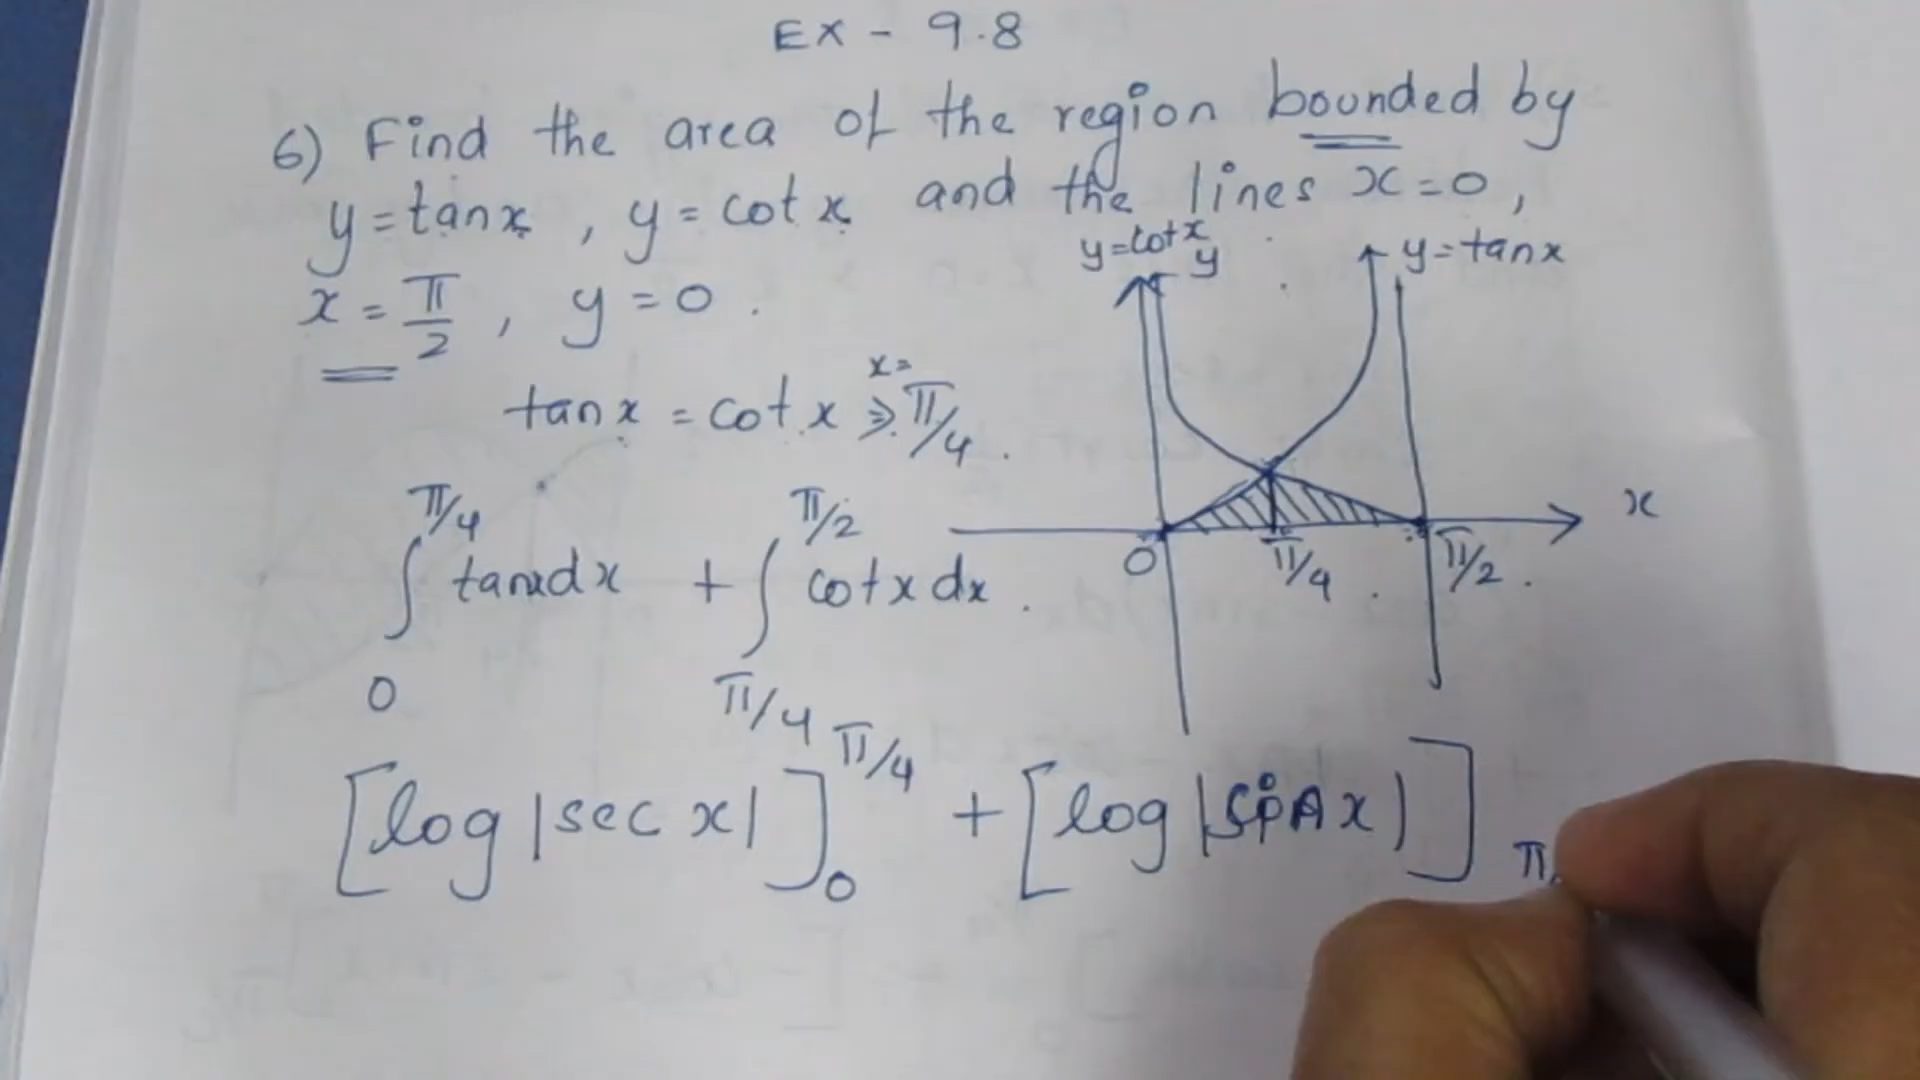 EX - 9.8
6) Find the area of the region bounded by
y = tan x , y = cot x and the lines x = 0 ,
x = π/2 , y = 0 .
y = cot x
y
y = tan x
x =
tan x = cot x ⇒ π/4 .
x
0
π/4 .
π/2 .
π/4 π/2
∫ tan x dx + ∫ cot x dx .
0 π/4
[log |sec x|]₀^π/4 + [log |sin x|] π